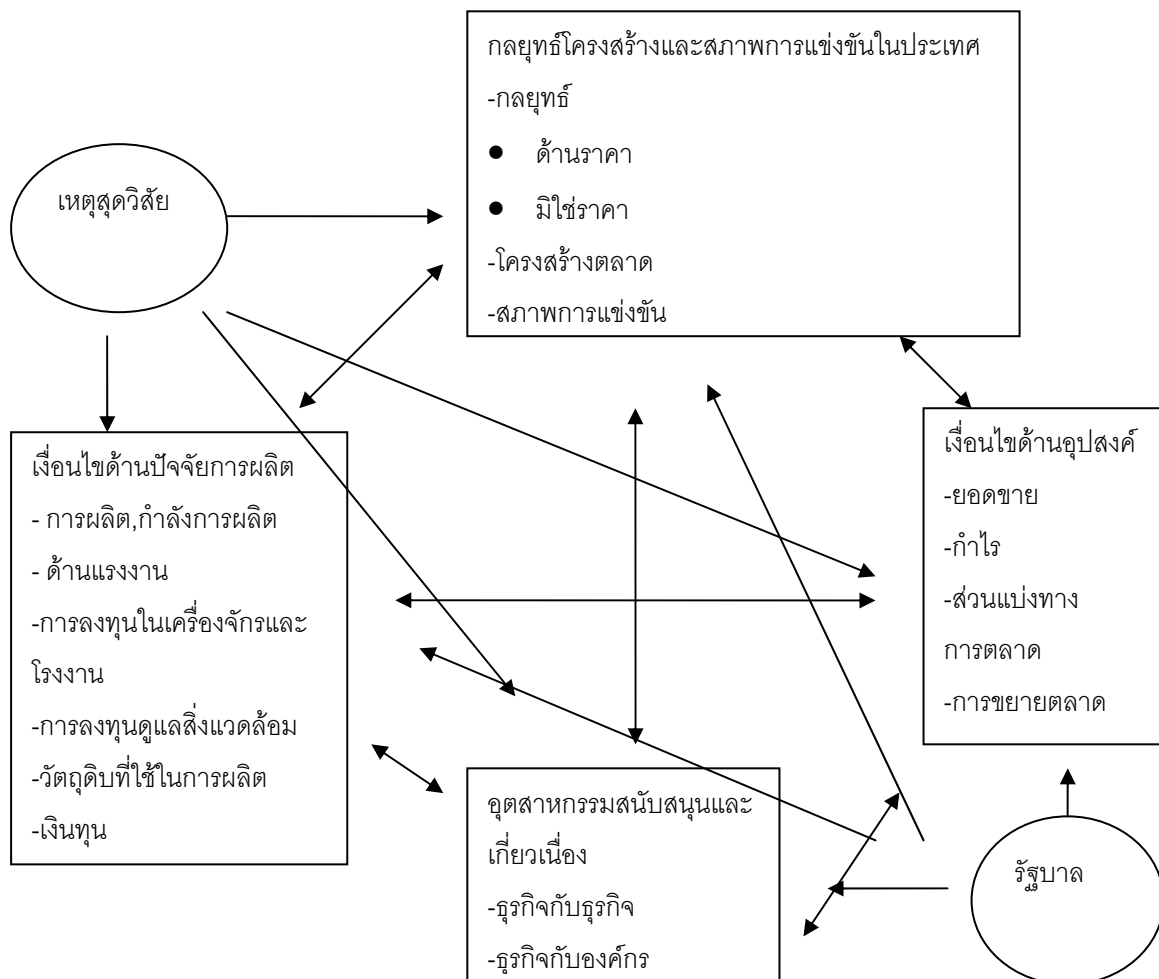 กลยุทธ์โครงสร้างและสภาพการแข่งขันในประเทศ
-กลยุทธ์
● ด้านราคา
● มิใช่ราคา
-โครงสร้างตลาด
-สภาพการแข่งขัน
เหตุสุดวิสัย
เงื่อนไขด้านปัจจัยการผลิต
- การผลิต,กำลังการผลิต
- ด้านแรงงาน
-การลงทุนในเครื่องจักรและ
โรงงาน
-การลงทุนดูแลสิ่งแวดล้อม
-วัตถุดิบที่ใช้ในการผลิต
-เงินทุน
เงื่อนไขด้านอุปสงค์
-ยอดขาย
-กำไร
-ส่วนแบ่งทาง
การตลาด
-การขยายตลาด
อุตสาหกรรมสนับสนุนและ
เกี่ยวเนื่อง
-ธุรกิจกับธุรกิจ
-ธุรกิจกับองค์กร
รัฐบาล